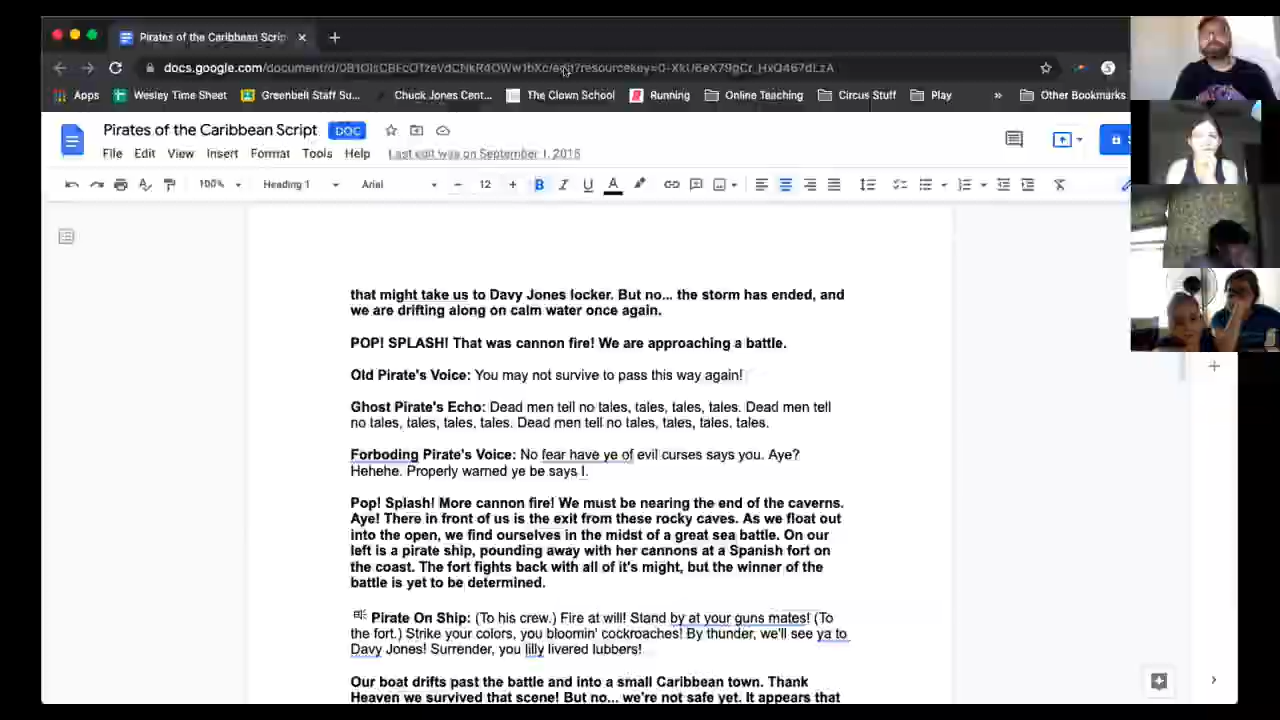 Pirates of the Caribbean Scrip
docs.google.com/document/d/
Apps Wesley Time Sheet Greenbelt Staff Su... Chuck Jones Cent... The Clown School Running Online Teaching Circus Stuff Play » Other Bookmarks
Pirates of the Caribbean Script DOC
File Edit View Insert Format Tools Help Last edit was on September 1, 2016
100% Heading 1 Arial 12 B I U A
that might take us to Davy Jones locker. But no... the storm has ended, and
we are drifting along on calm water once again.
POP! SPLASH! That was cannon fire! We are approaching a battle.
Old Pirate's Voice: You may not survive to pass this way again!
Ghost Pirate's Echo: Dead men tell no tales, tales, tales, tales. Dead men tell
no tales, tales, tales, tales. Dead men tell no tales, tales, tales, tales.
Forboding Pirate's Voice: No fear have ye of evil curses says you. Aye?
Hehehe. Properly warned ye be says I.
Pop! Splash! More cannon fire! We must be nearing the end of the caverns.
Aye! There in front of us is the exit from these rocky caves. As we float out
into the open, we find ourselves in the midst of a great sea battle. On our
left is a pirate ship, pounding away with her cannons at a Spanish fort on
the coast. The fort fights back with all of it's might, but the winner of the
battle is yet to be determined.
Pirate On Ship: (To his crew.) Fire at will! Stand by at your guns mates! (To
the fort.) Strike your colors, you bloomin' cockroaches! By thunder, we'll see ya to
Davy Jones! Surrender, you lilly livered lubbers!
Our boat drifts past the battle and into a small Caribbean town. Thank
Heaven we survived that scene! But no... we're not safe yet. It appears that